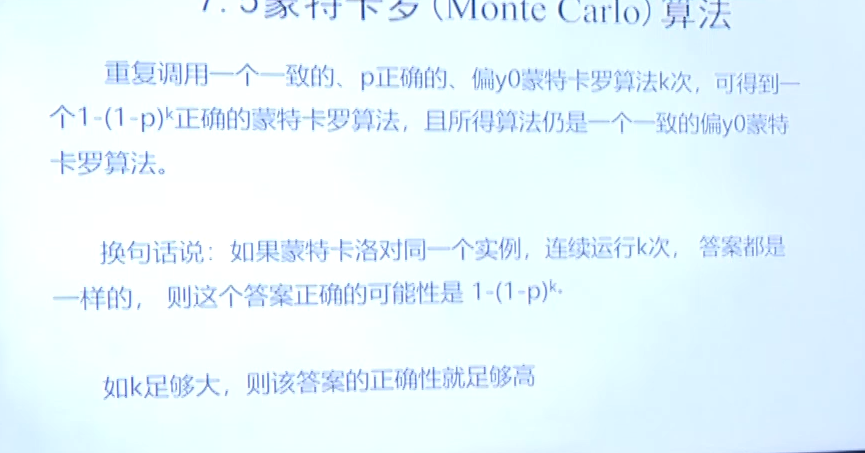 7.5蒙特卡罗(Monte Carlo)算法
重复调用一个一致的、p正确的、偏y0蒙特卡罗算法k次，可得到一
个1-(1-p)ᵏ正确的蒙特卡罗算法，且所得算法仍是一个一致的偏y0蒙特
卡罗算法。
换句话说：如果蒙特卡洛对同一个实例，连续运行k次， 答案都是
一样的， 则这个答案正确的可能性是 1-(1-p)ᵏ。
如k足够大，则该答案的正确性就足够高